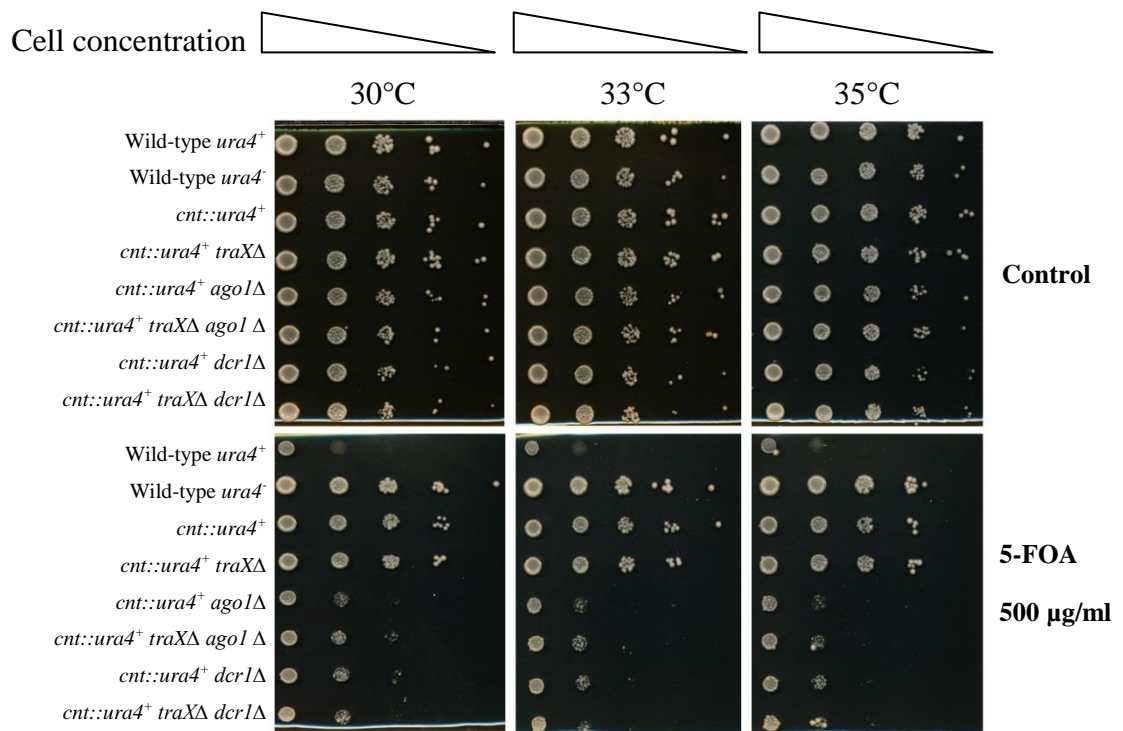 Cell concentration
30°C 33°C 35°C
Wild-type ura4+
Wild-type ura4-
cnt::ura4+
cnt::ura4+ traXΔ
cnt::ura4+ ago1Δ
cnt::ura4+ traXΔ ago1 Δ
cnt::ura4+ dcr1Δ
cnt::ura4+ traXΔ dcr1Δ
Control
Wild-type ura4+
Wild-type ura4-
cnt::ura4+
cnt::ura4+ traXΔ
cnt::ura4+ ago1Δ
cnt::ura4+ traXΔ ago1 Δ
cnt::ura4+ dcr1Δ
cnt::ura4+ traXΔ dcr1Δ
5-FOA
500 µg/ml